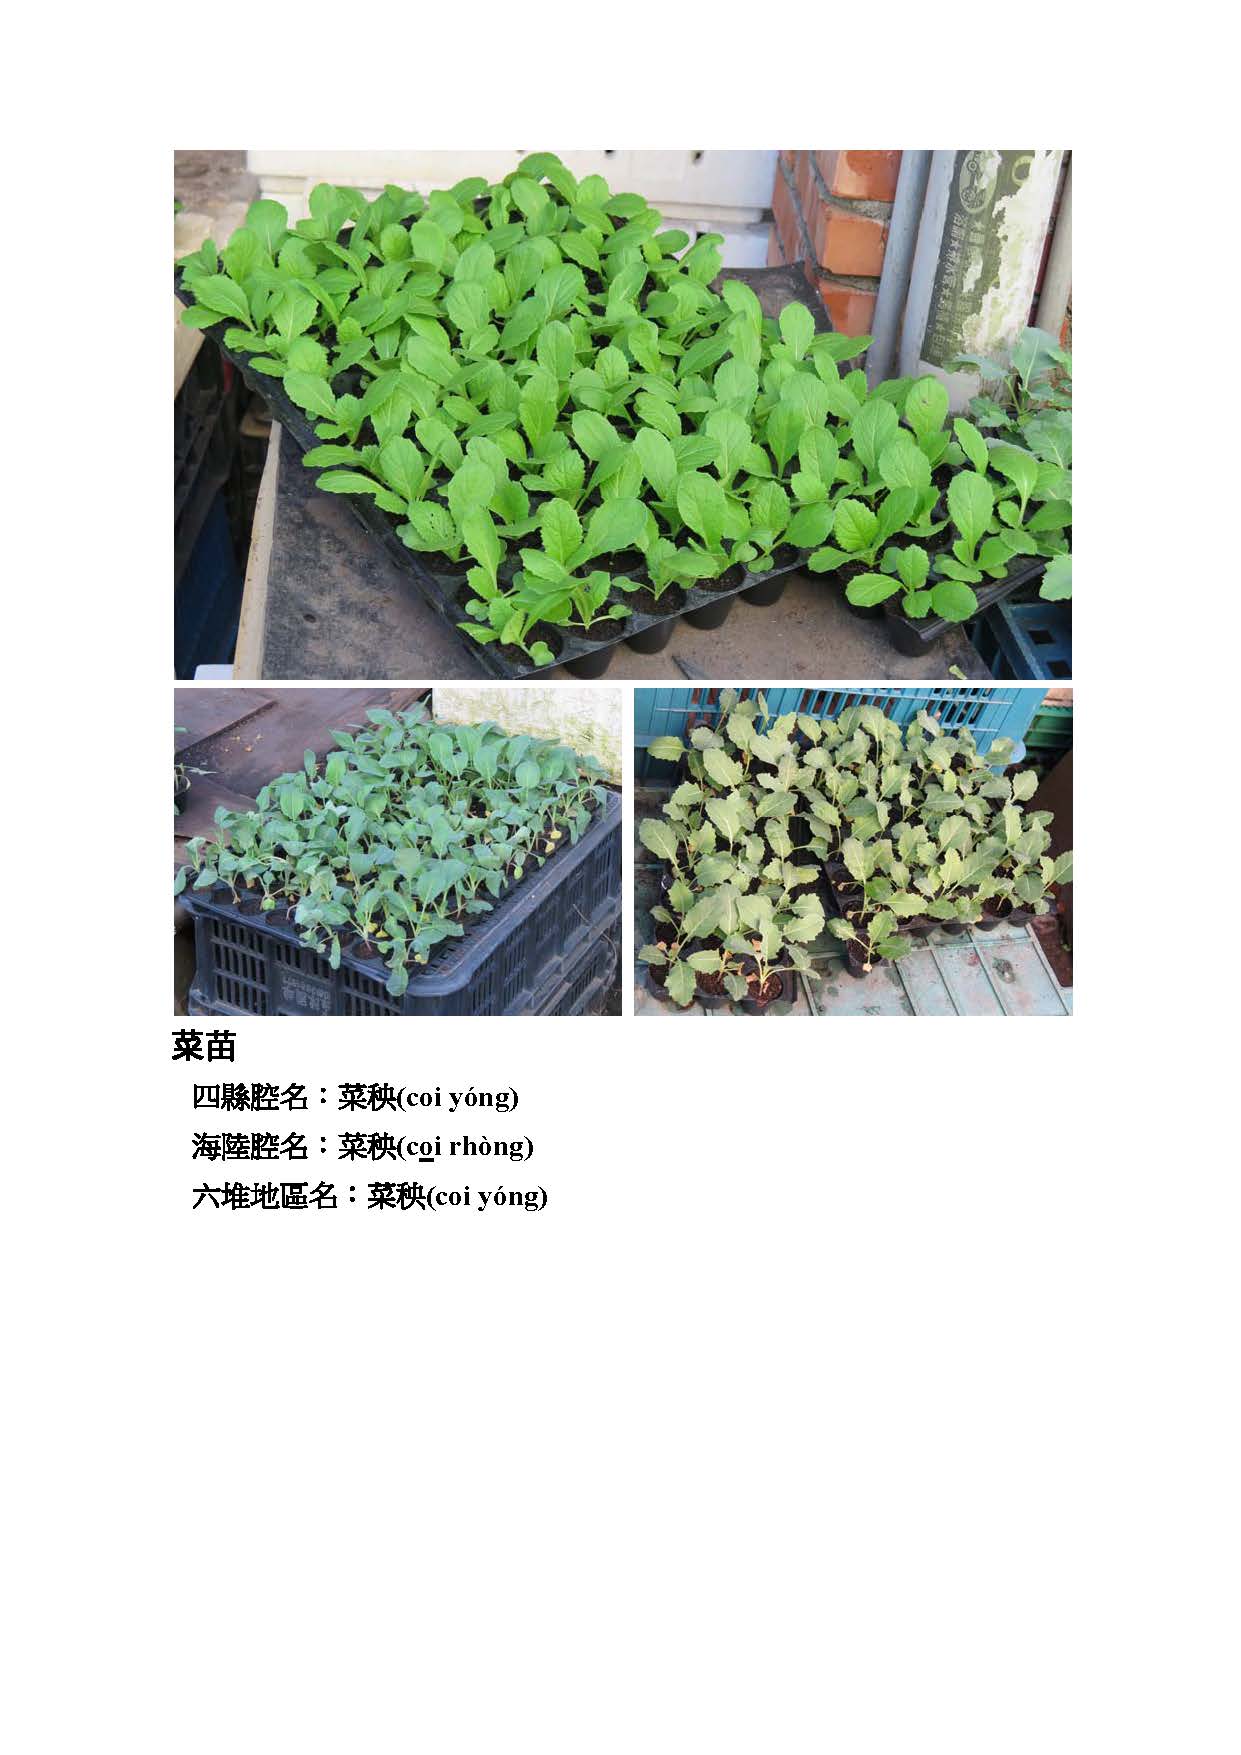 菜苗
四縣腔名：菜秧(coi yóng)
海陸腔名：菜秧(co̲i rhòng)
六堆地區名：菜秧(coi yóng)